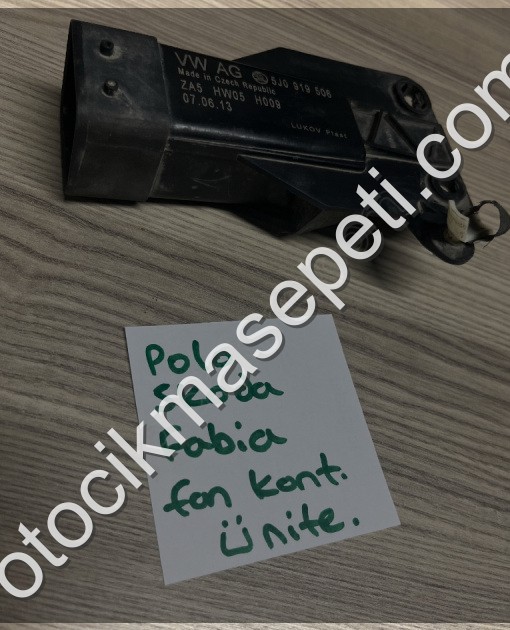 VW AG 5J0 919 506
Made in Czech Republic
ZA5 HW05 H009
07.06.13
LUKOV Plast
otocikmasepeti.com
Polo
Skoda
Fabia
fan kont.
Ünite.